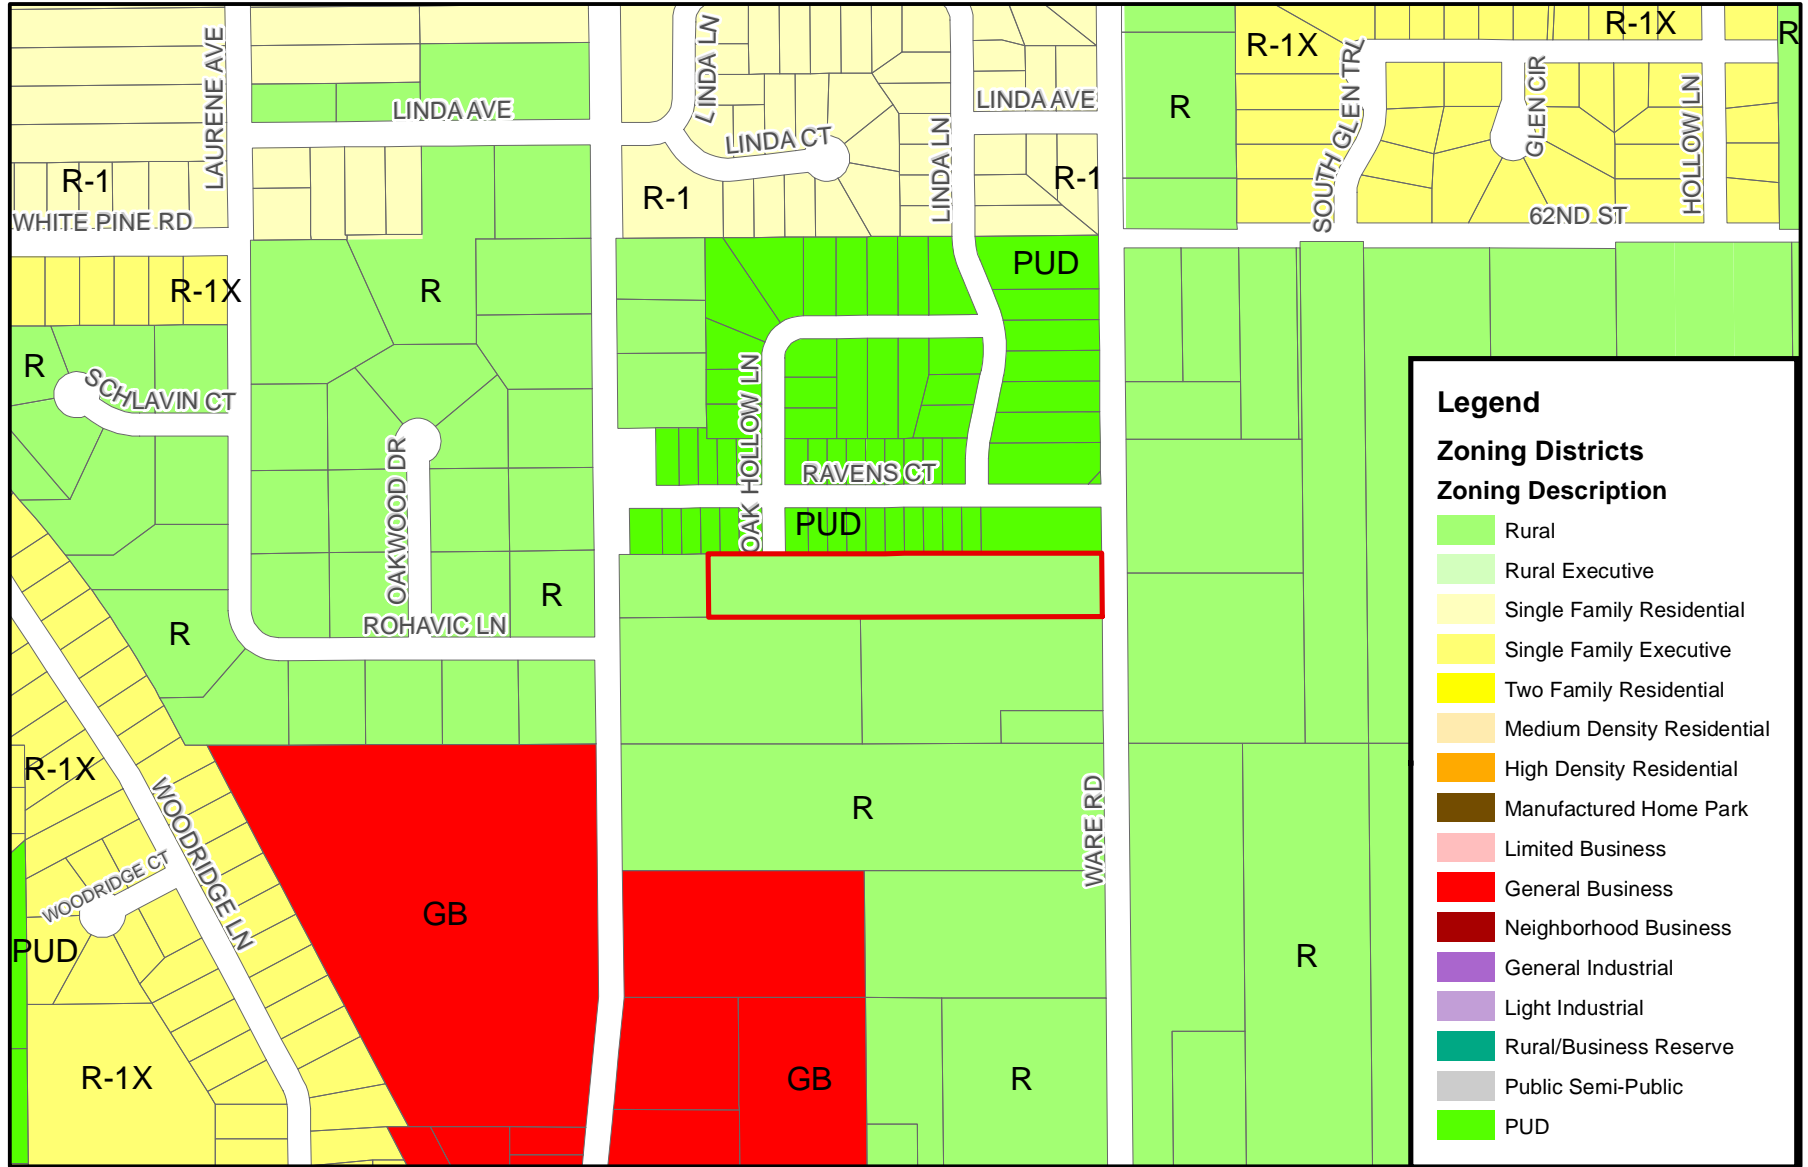 LAURENE AVE
LINDA AVE
LINDA LN
LINDA CT
LINDA LN
LINDA AVE
R
R-1X
SOUTH GLEN TRL
R-1X
GLEN CIR
HOLLOW LN
R
R-1
WHITE PINE RD
R-1
R-1
62ND ST
R-1X
R
PUD
R
SCHLAVIN CT
OAKWOOD DR
OAK HOLLOW LN
RAVENS CT
PUD
R
R
ROHAVIC LN
R-1X
WOODRIDGE LN
WOODRIDGE CT
PUD
R-1X
GB
R
WARE RD
R
GB
R
Legend
Zoning Districts
Zoning Description
Rural
Rural Executive
Single Family Residential
Single Family Executive
Two Family Residential
Medium Density Residential
High Density Residential
Manufactured Home Park
Limited Business
General Business
Neighborhood Business
General Industrial
Light Industrial
Rural/Business Reserve
Public Semi-Public
PUD